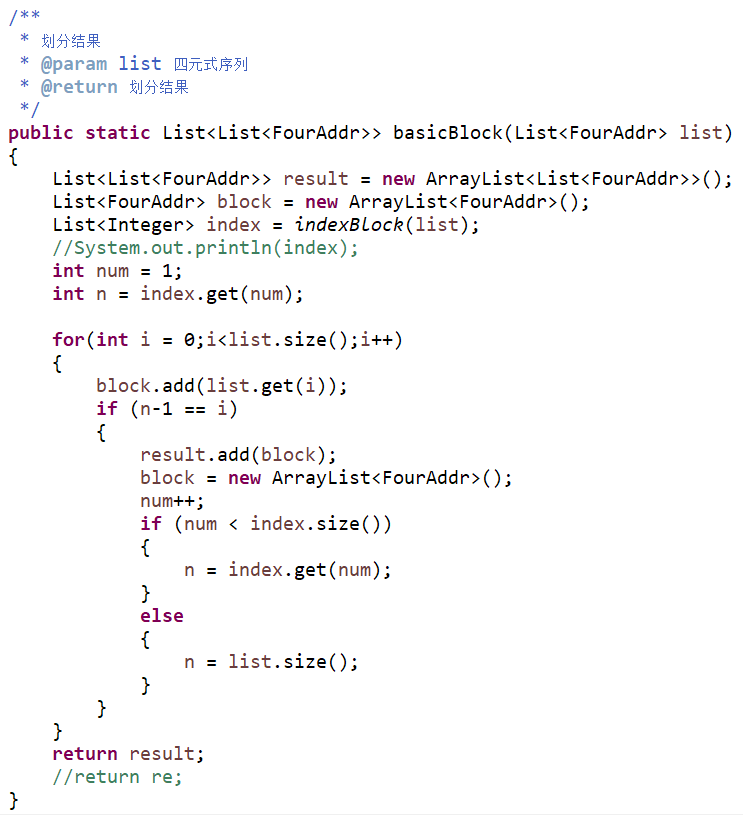 /**
 * 划分结果
 * @param list 四元式序列
 * @return 划分结果
 */
public static List<List<FourAddr>> basicBlock(List<FourAddr> list)
{
    List<List<FourAddr>> result = new ArrayList<List<FourAddr>>();
    List<FourAddr> block = new ArrayList<FourAddr>();
    List<Integer> index = indexBlock(list);
    //System.out.println(index);
    int num = 1;
    int n = index.get(num);

    for(int i = 0;i<list.size();i++)
    {
        block.add(list.get(i));
        if (n-1 == i)
        {
            result.add(block);
            block = new ArrayList<FourAddr>();
            num++;
            if (num < index.size())
            {
                n = index.get(num);
            }
            else
            {
                n = list.size();
            }
        }
    }
    return result;
    //return re;
}